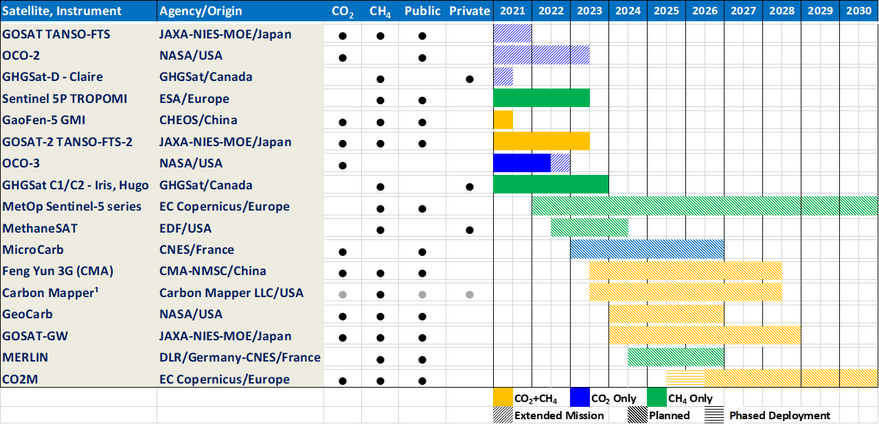 Satellite, Instrument Agency/Origin CO₂ CH₄ Public Private 2021 2022 2023 2024 2025 2026 2027 2028 2029 2030
GOSAT TANSO-FTS JAXA-NIES-MOE/Japan
OCO-2 NASA/USA
GHGSat-D - Claire GHGSat/Canada
Sentinel 5P TROPOMI ESA/Europe
GaoFen-5 GMI CHEOS/China
GOSAT-2 TANSO-FTS-2 JAXA-NIES-MOE/Japan
OCO-3 NASA/USA
GHGSat C1/C2 - Iris, Hugo GHGSat/Canada
MetOp Sentinel-5 series EC Copernicus/Europe
MethaneSAT EDF/USA
MicroCarb CNES/France
Feng Yun 3G (CMA) CMA-NMSC/China
Carbon Mapper¹ Carbon Mapper LLC/USA
GeoCarb NASA/USA
GOSAT-GW JAXA-NIES-MOE/Japan
MERLIN DLR/Germany-CNES/France
CO2M EC Copernicus/Europe
CO₂+CH₄ CO₂ Only CH₄ Only
Extended Mission Planned Phased Deployment